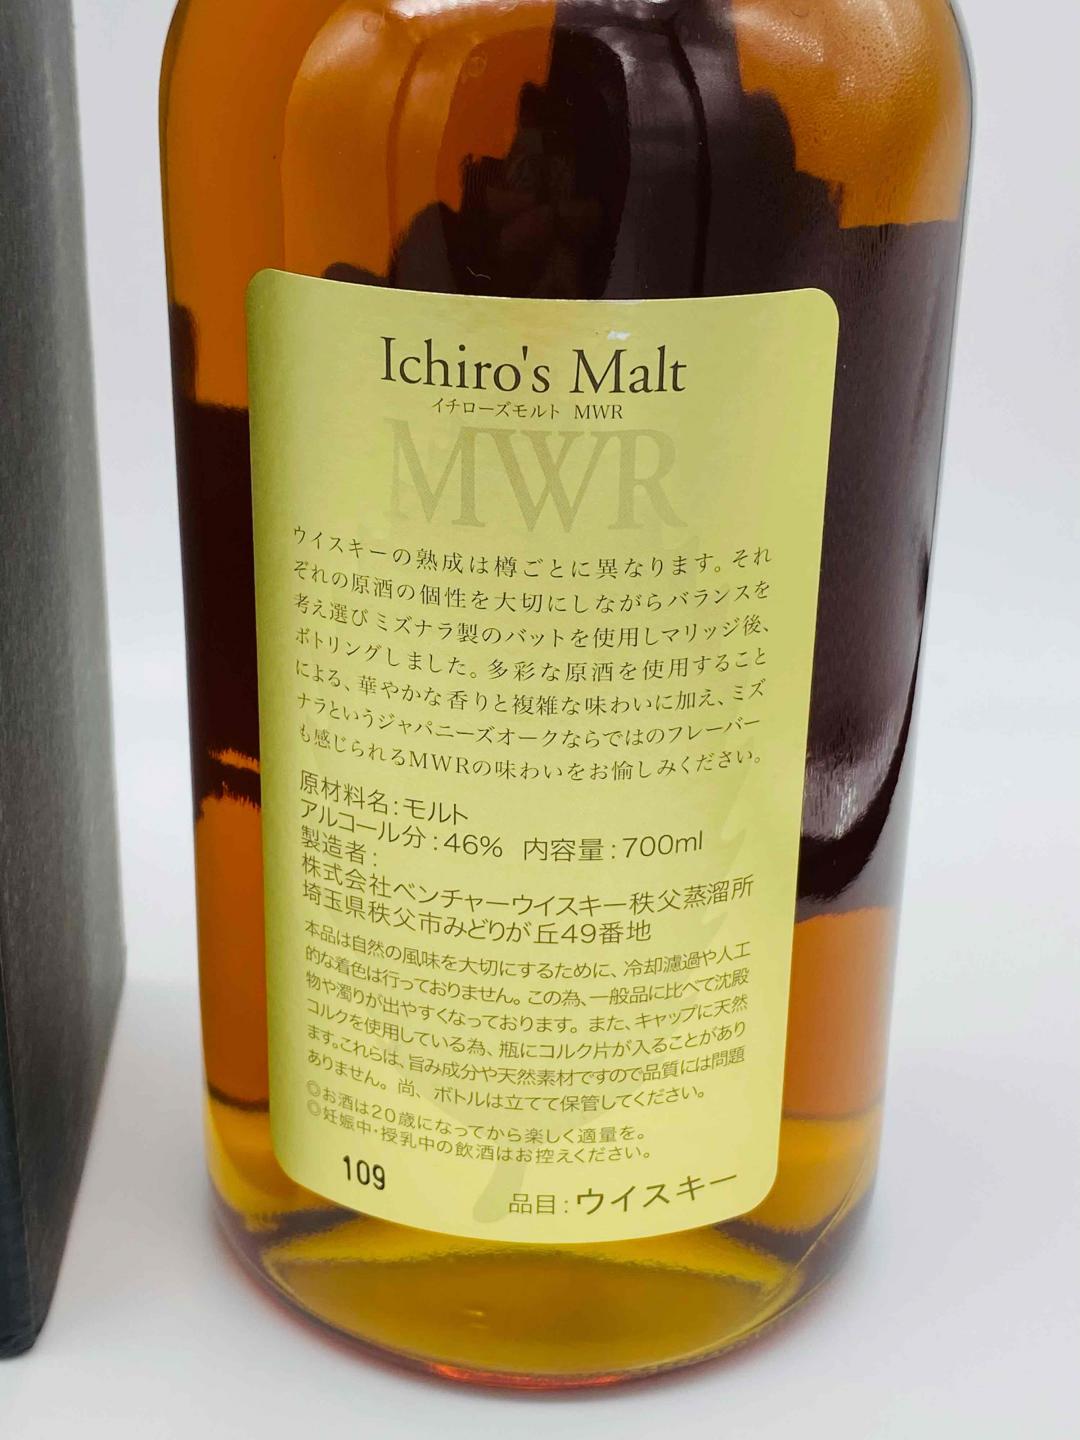 Ichiro's Malt
イチローズモルト MWR
MWR
ウイスキーの熟成は樽ごとに異なります。それ
ぞれの原酒の個性を大切にしながらバランスを
考え選びミズナラ製のバットを使用しマリッジ後、
ボトリングしました。多彩な原酒を使用すること
による、華やかな香りと複雑な味わいに加え、ミズ
ナラというジャパニーズオークならではのフレーバー
も感じられるMWRの味わいをお愉しみください。
原材料名:モルト
アルコール分:46% 内容量:700ml
製造者:
株式会社ベンチャーウイスキー秩父蒸溜所
埼玉県秩父市みどりが丘49番地
本品は自然の風味を大切にするために、冷却濾過や人工
的な着色は行っておりません。この為、一般品に比べて沈殿
物や濁りが出やすくなっております。また、キャップに天然
コルクを使用している為、瓶にコルク片が入ることがあり
ます。これらは、旨み成分や天然素材ですので品質には問題
ありません。尚、ボトルは立てて保管してください。
◎お酒は20歳になってから楽しく適量を。
◎妊娠中・授乳中の飲酒はお控えください。
109
品目:ウイスキー